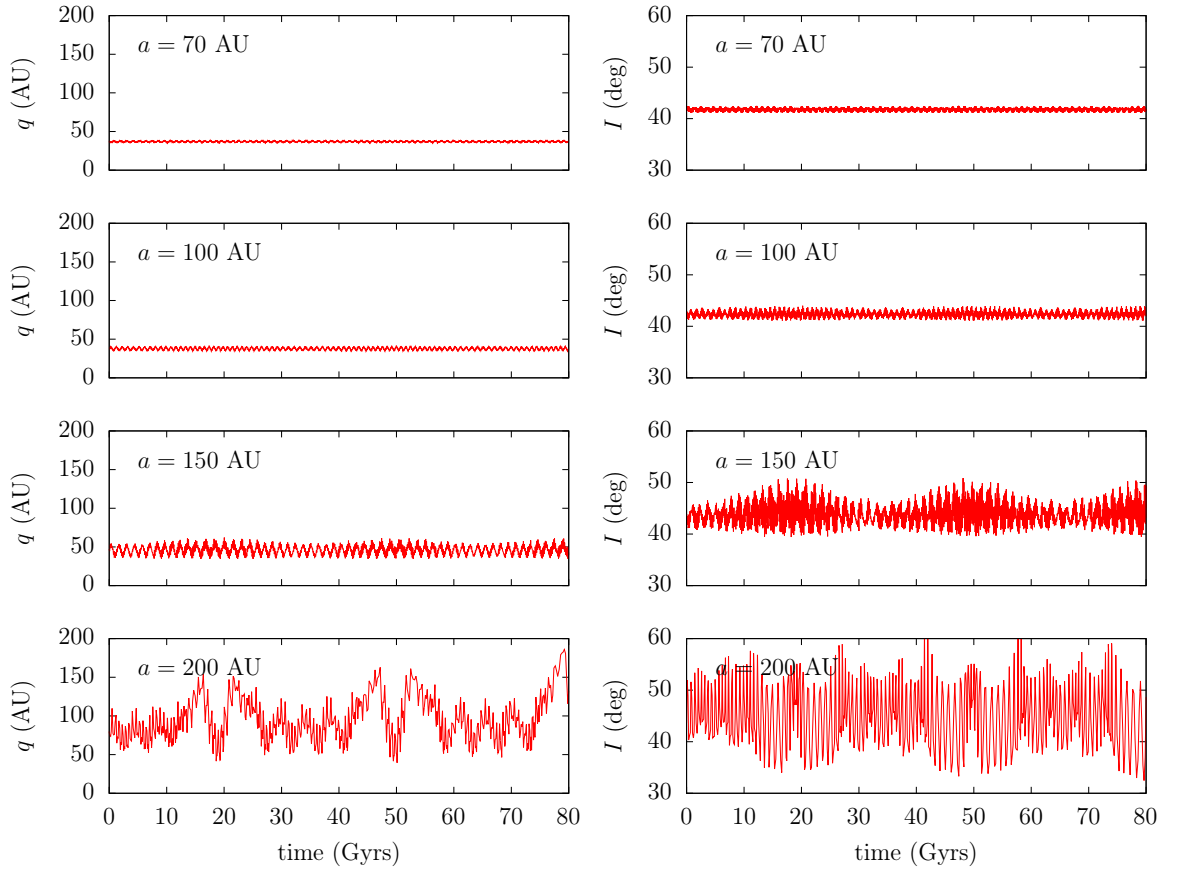 200
150
100
50
0
q (AU)
a = 70 AU
60
50
40
30
I (deg)
a = 70 AU
200
150
100
50
0
q (AU)
a = 100 AU
60
50
40
30
I (deg)
a = 100 AU
200
150
100
50
0
q (AU)
a = 150 AU
60
50
40
30
I (deg)
a = 150 AU
200
150
100
50
0
q (AU)
a = 200 AU
0 10 20 30 40 50 60 70 80
time (Gyrs)
60
50
40
30
I (deg)
a = 200 AU
0 10 20 30 40 50 60 70 80
time (Gyrs)